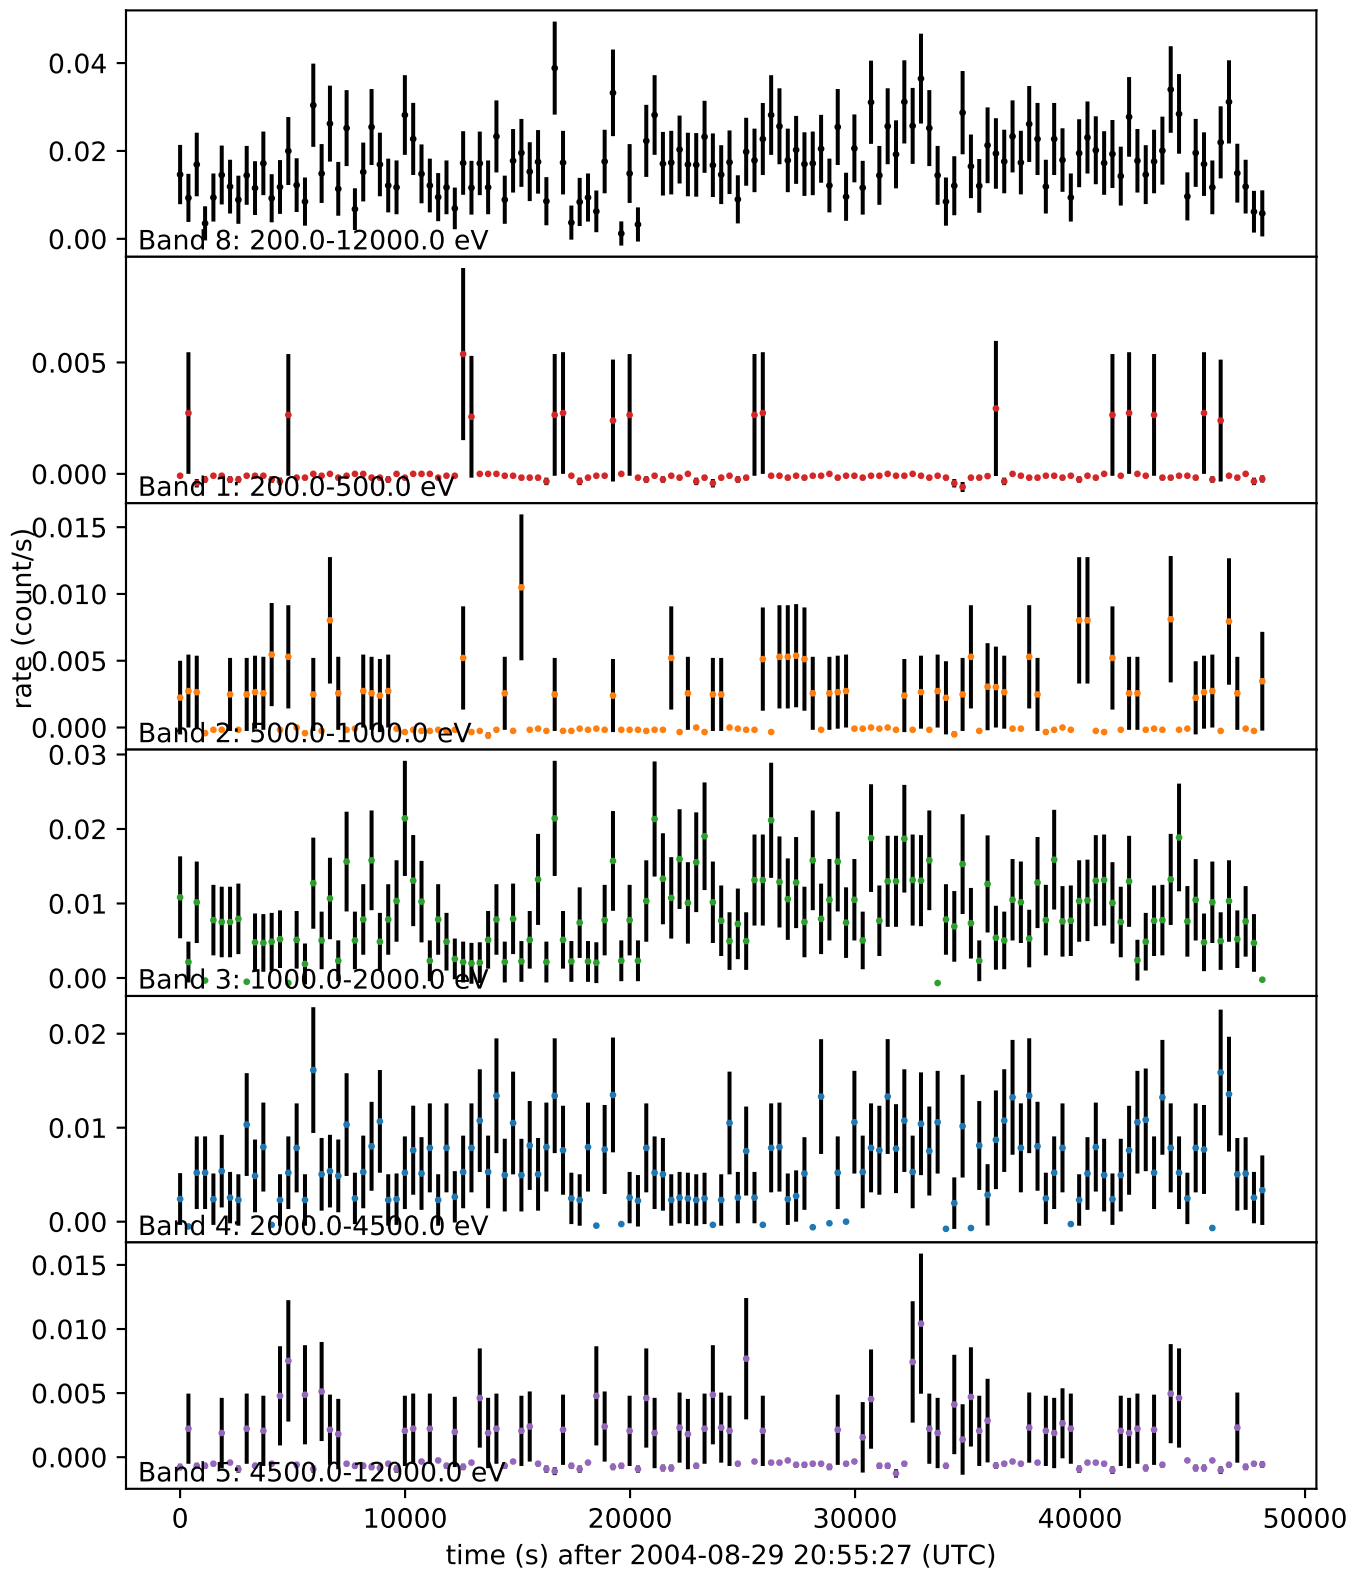 0.04
0.02
0.00
Band 8: 200.0-12000.0 eV
0.005
0.000
Band 1: 200.0-500.0 eV
rate (count/s)
0.015
0.010
0.005
0.000
Band 2: 500.0-1000.0 eV
0.03
0.02
0.01
0.00
Band 3: 1000.0-2000.0 eV
0.02
0.01
0.00
Band 4: 2000.0-4500.0 eV
0.015
0.010
0.005
0.000
Band 5: 4500.0-12000.0 eV
0 10000 20000 30000 40000 50000
time (s) after 2004-08-29 20:55:27 (UTC)